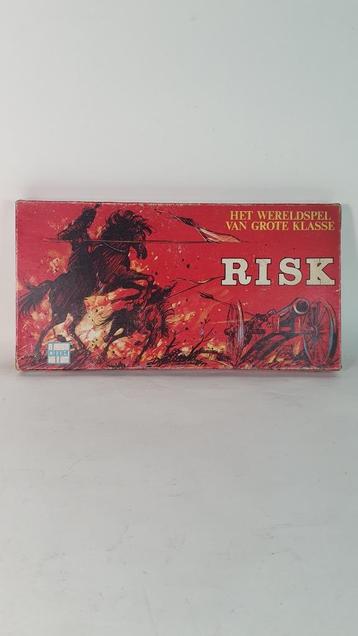 HET WERELDSPEL
VAN GROTE KLASSE
RISK